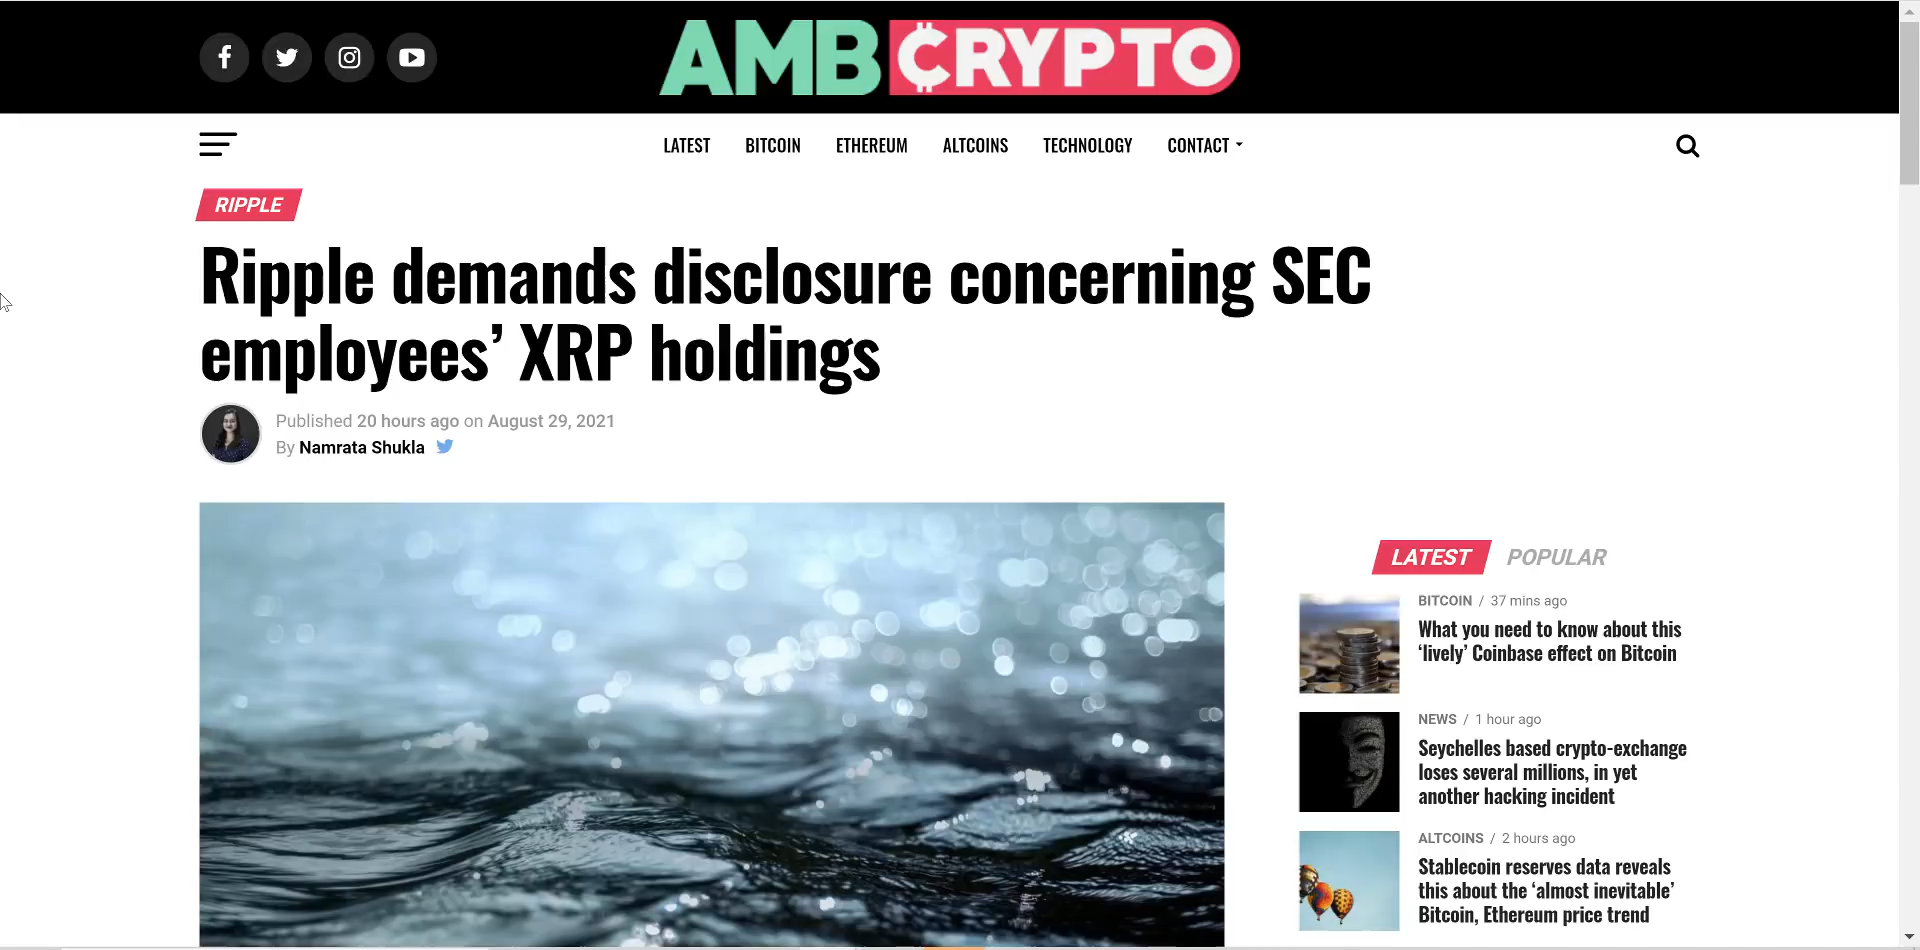 AMBCRYPTO
LATEST BITCOIN ETHEREUM ALTCOINS TECHNOLOGY CONTACT
RIPPLE
Ripple demands disclosure concerning SEC
employees’ XRP holdings
Published 20 hours ago on August 29, 2021
By Namrata Shukla
LATEST POPULAR
BITCOIN / 37 mins ago
What you need to know about this
‘lively’ Coinbase effect on Bitcoin
NEWS / 1 hour ago
Seychelles based crypto-exchange
loses several millions, in yet
another hacking incident
ALTCOINS / 2 hours ago
Stablecoin reserves data reveals
this about the ‘almost inevitable’
Bitcoin, Ethereum price trend